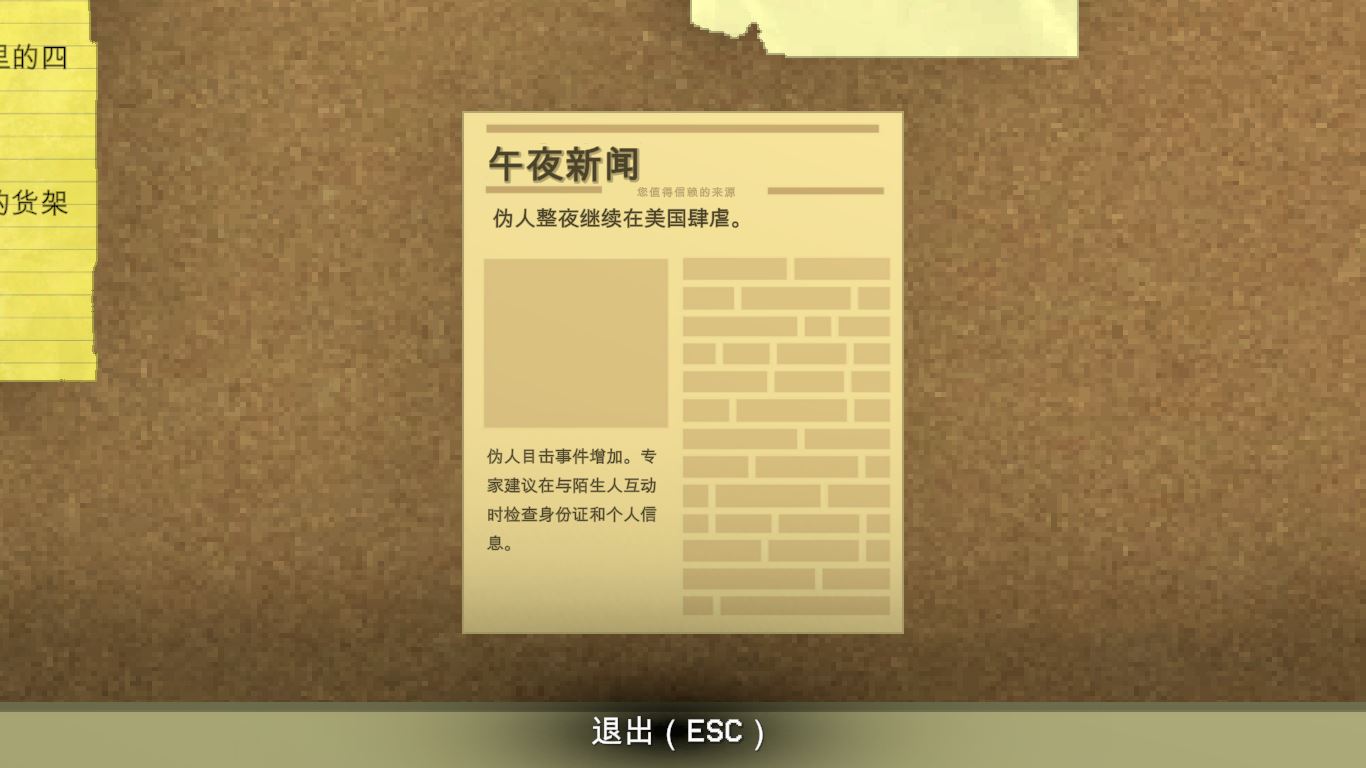 里的四
的货架
午夜新闻
您值得信赖的来源
伪人整夜继续在美国肆虐。
伪人目击事件增加。专
家建议在与陌生人互动
时检查身份证和个人信
息。
退出 ( ESC )